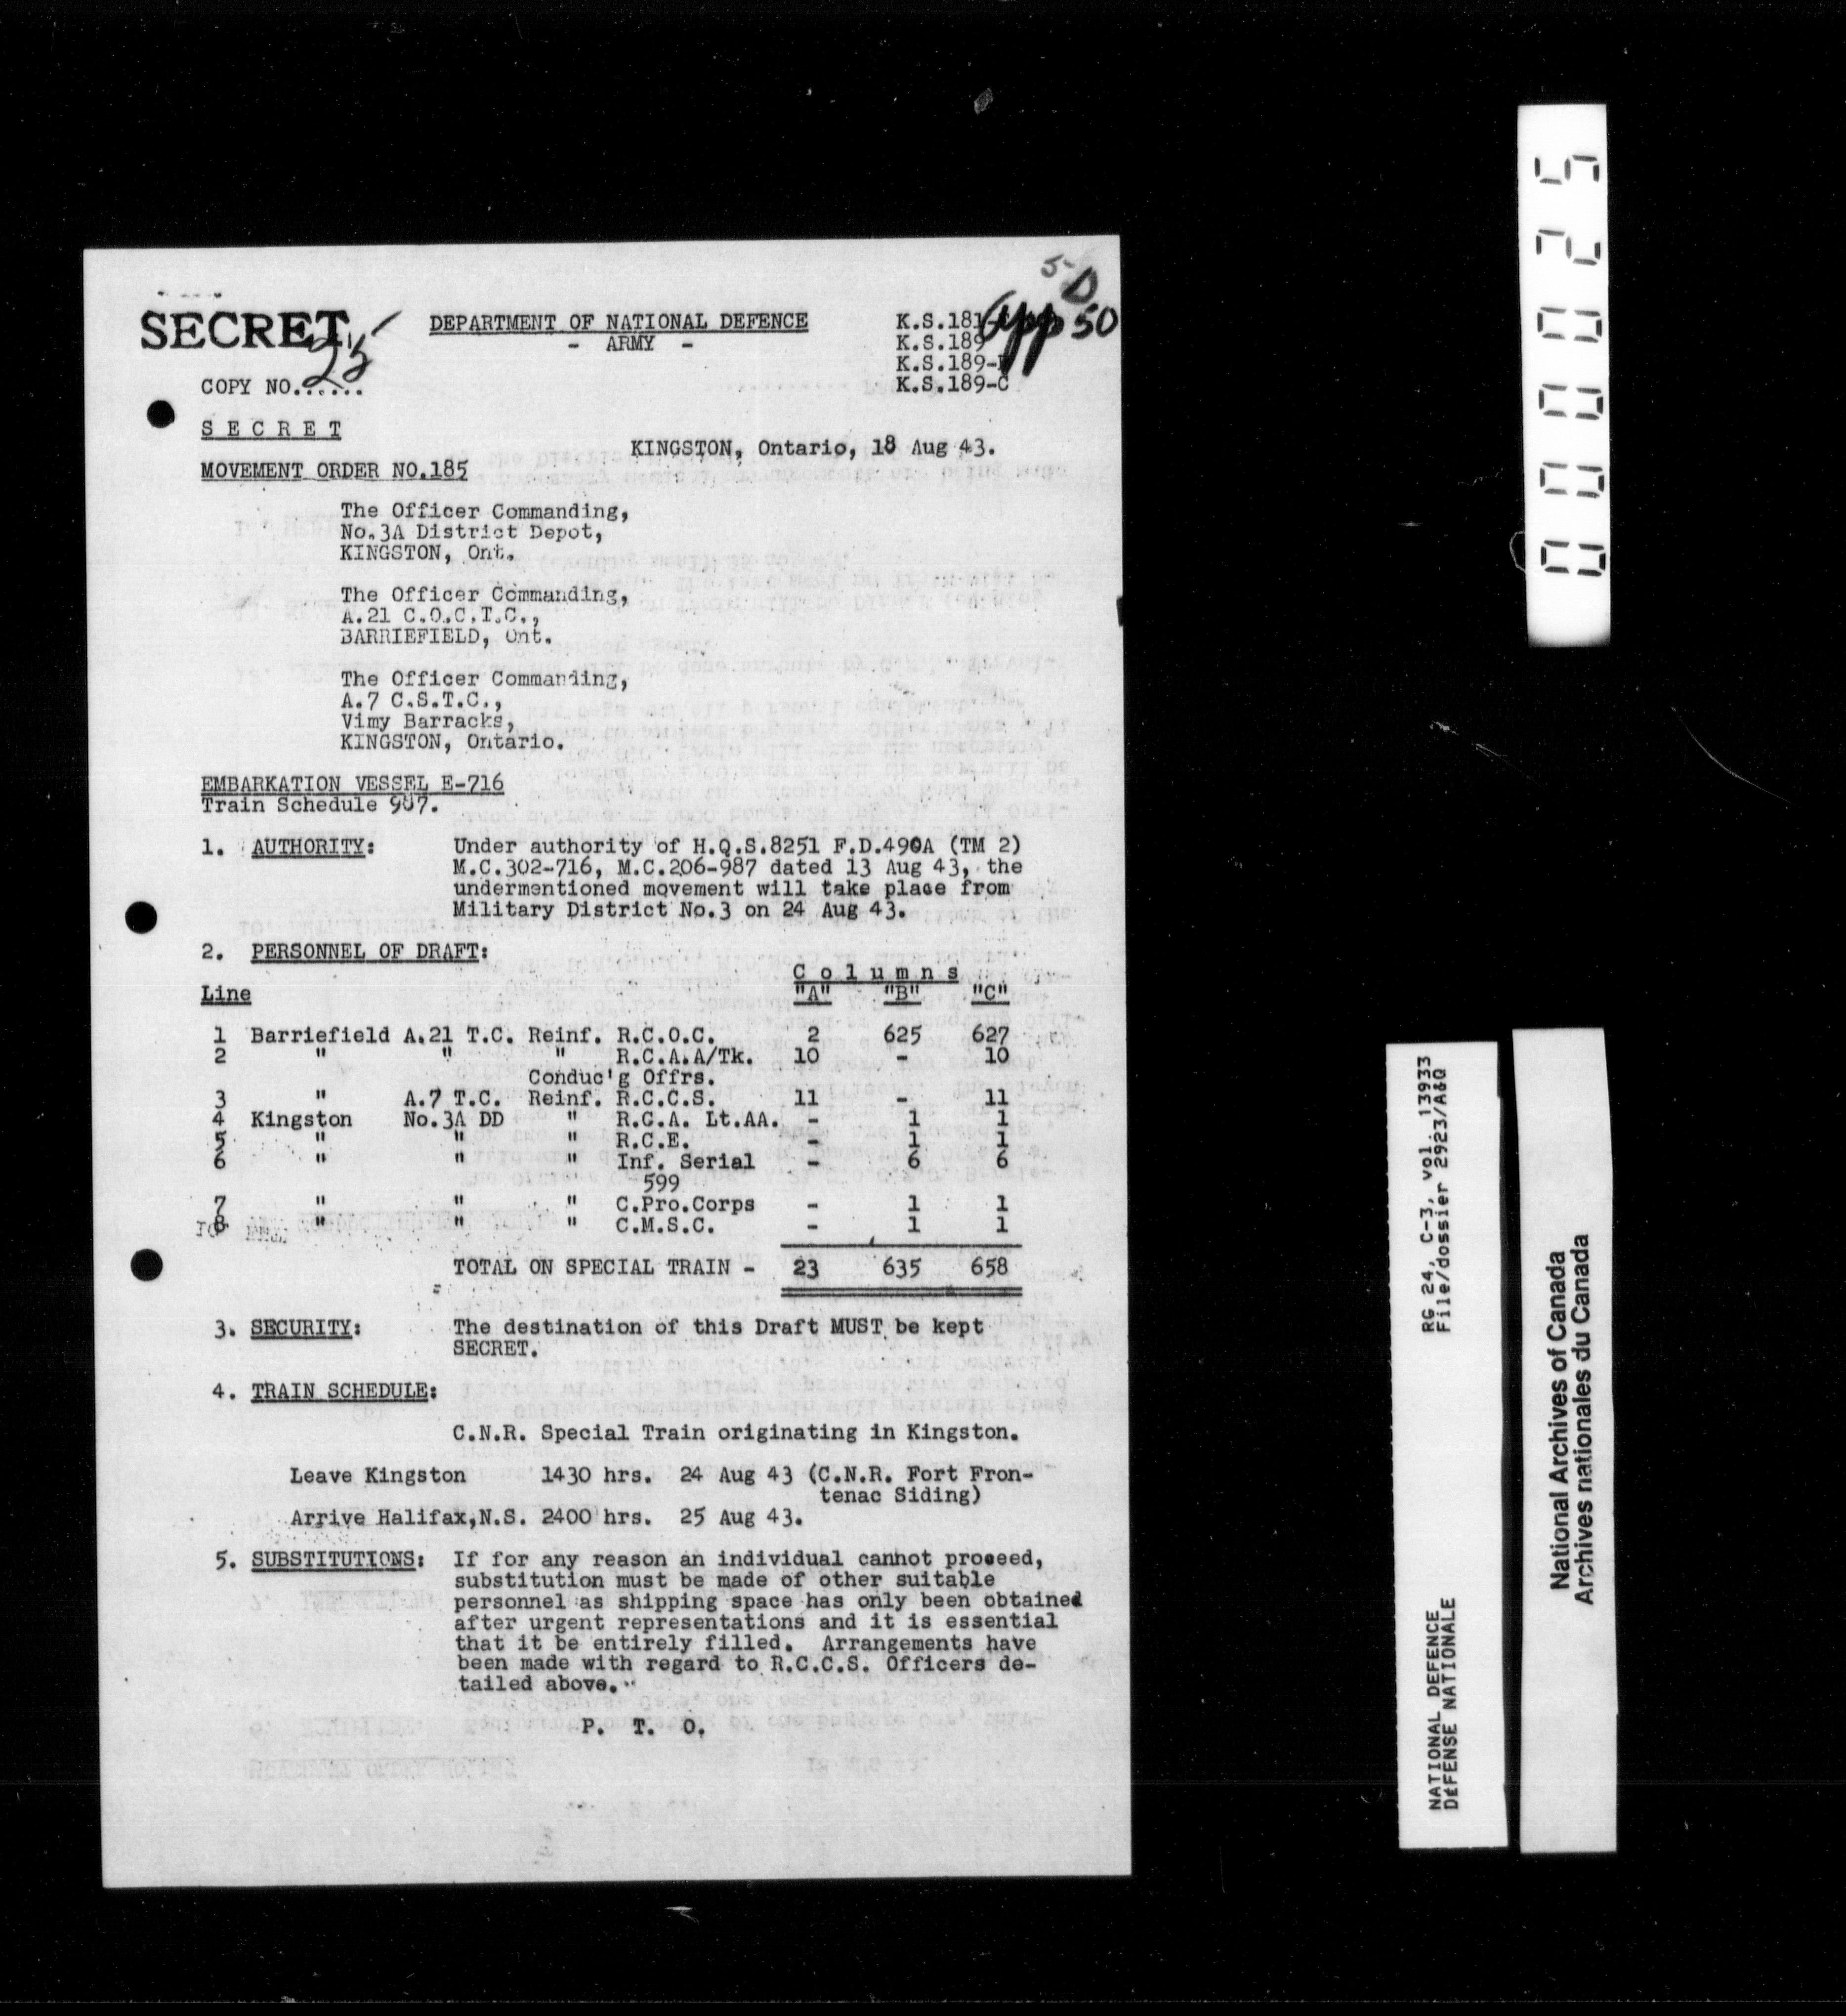 5-D
App 50
SECRET
DEPARTMENT OF NATIONAL DEFENCE
- ARMY -
K.S.181
K.S.189
K.S.189-
K.S.189-C
COPY NO...... 25
S E C R E T
KINGSTON, Ontario, 18 Aug 43.
MOVEMENT ORDER NO.185
The Officer Commanding,
No.3A District Depot,
KINGSTON, Ont.
The Officer Commanding,
A.21 C.O.C.T.C.,
BARRIEFIELD, Ont.
The Officer Commanding,
A.7 C.S.T.C.,
Vimy Barracks,
KINGSTON, Ontario.
EMBARKATION VESSEL E-716
Train Schedule 987.
1. AUTHORITY: Under authority of H.Q.S.8251 F.D.490A (TM 2)
M.C.302-716, M.C.206-987 dated 13 Aug 43, the
undermentioned movement will take place from
Military District No.3 on 24 Aug 43.
2. PERSONNEL OF DRAFT:
C o l u m n s
Line "A" "B" "C"
1 Barriefield A.21 T.C. Reinf. R.C.O.C. 2 625 627
2 " " " R.C.A.A/Tk. 10 - 10
Conduc'g Offrs.
3 " A.7 T.C. Reinf. R.C.C.S. 11 - 11
4 Kingston No.3A DD " R.C.A. Lt.AA. - 1 1
5 " " " R.C.E. - 1 1
6 " " " Inf. Serial - 6 6
599
7 " " " C.Pro.Corps - 1 1
8 " " " C.M.S.C. - 1 1
TOTAL ON SPECIAL TRAIN - 23 635 658
3. SECURITY: The destination of this Draft MUST be kept
SECRET.
4. TRAIN SCHEDULE:
C.N.R. Special Train originating in Kingston.
Leave Kingston 1430 hrs. 24 Aug 43 (C.N.R. Fort Fron-
tenac Siding)
Arrive Halifax,N.S. 2400 hrs. 25 Aug 43.
5. SUBSTITUTIONS: If for any reason an individual cannot proceed,
substitution must be made of other suitable
personnel as shipping space has only been obtained
after urgent representations and it is essential
that it be entirely filled. Arrangements have
been made with regard to R.C.C.S. Officers de-
tailed above.
P. T. O.
000025
RG 24, C-3, vol. 13933
File/dossier 2923/A&Q
NATIONAL DEFENCE
DéFENSE NATIONALE
National Archives of Canada
Archives nationales du Canada